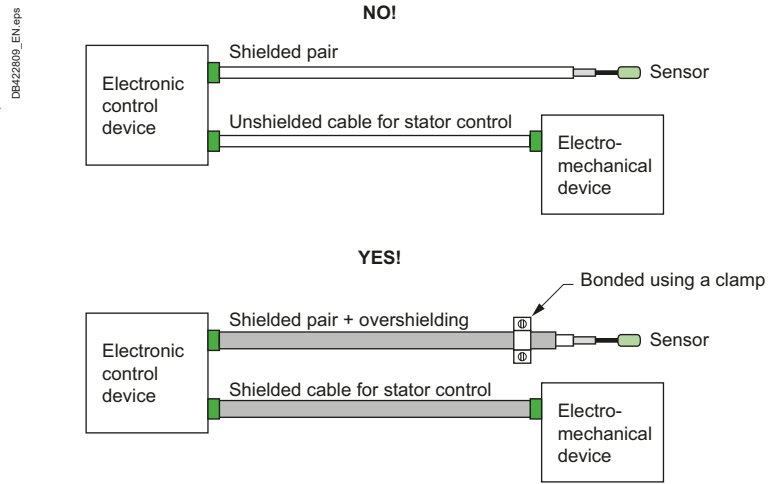 DB422809_EN.eps
NO!
Shielded pair
Sensor
Electronic
control
device
Unshielded cable for stator control
Electro-
mechanical
device
YES!
Bonded using a clamp
Shielded pair + overshielding
Sensor
Electronic
control
device
Shielded cable for stator control
Electro-
mechanical
device